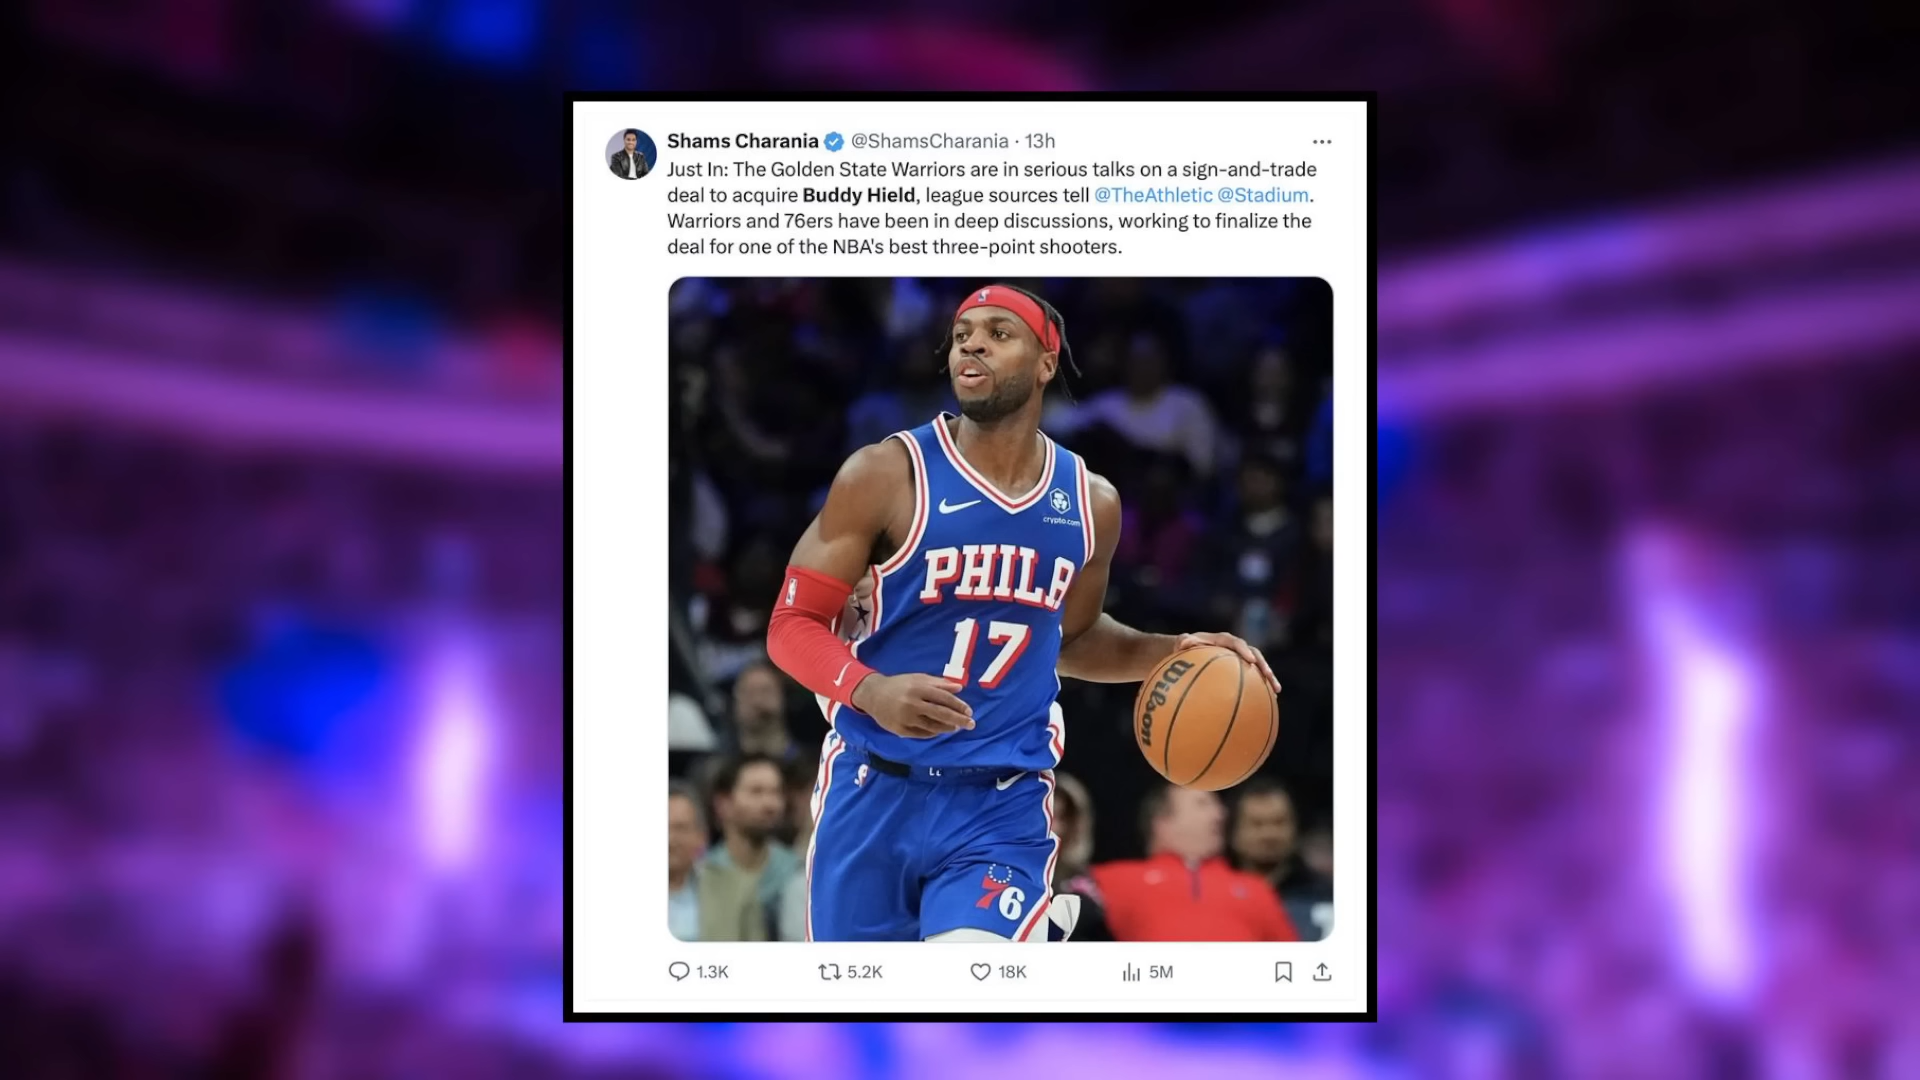 Shams Charania @ShamsCharania · 13h
Just In: The Golden State Warriors are in serious talks on a sign-and-trade
deal to acquire Buddy Hield, league sources tell @TheAthletic @Stadium.
Warriors and 76ers have been in deep discussions, working to finalize the
deal for one of the NBA's best three-point shooters.
crypto.com
PHILA
17
Wilson
76
1.3K 5.2K 18K 5M